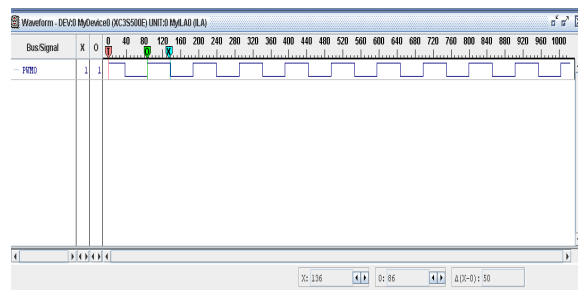 Waveform - DEV:0 MyDevice0 (XC3S500E) UNIT:0 MyILA0 (ILA)
Bus/Signal X O 0 40 80 120 160 200 240 280 320 360 400 440 480 520 560 600 640 680 720 760 800 840 880 920 960 1000
T O X
PWMO 1 1
X: 136 O: 86 Δ(X-O): 50